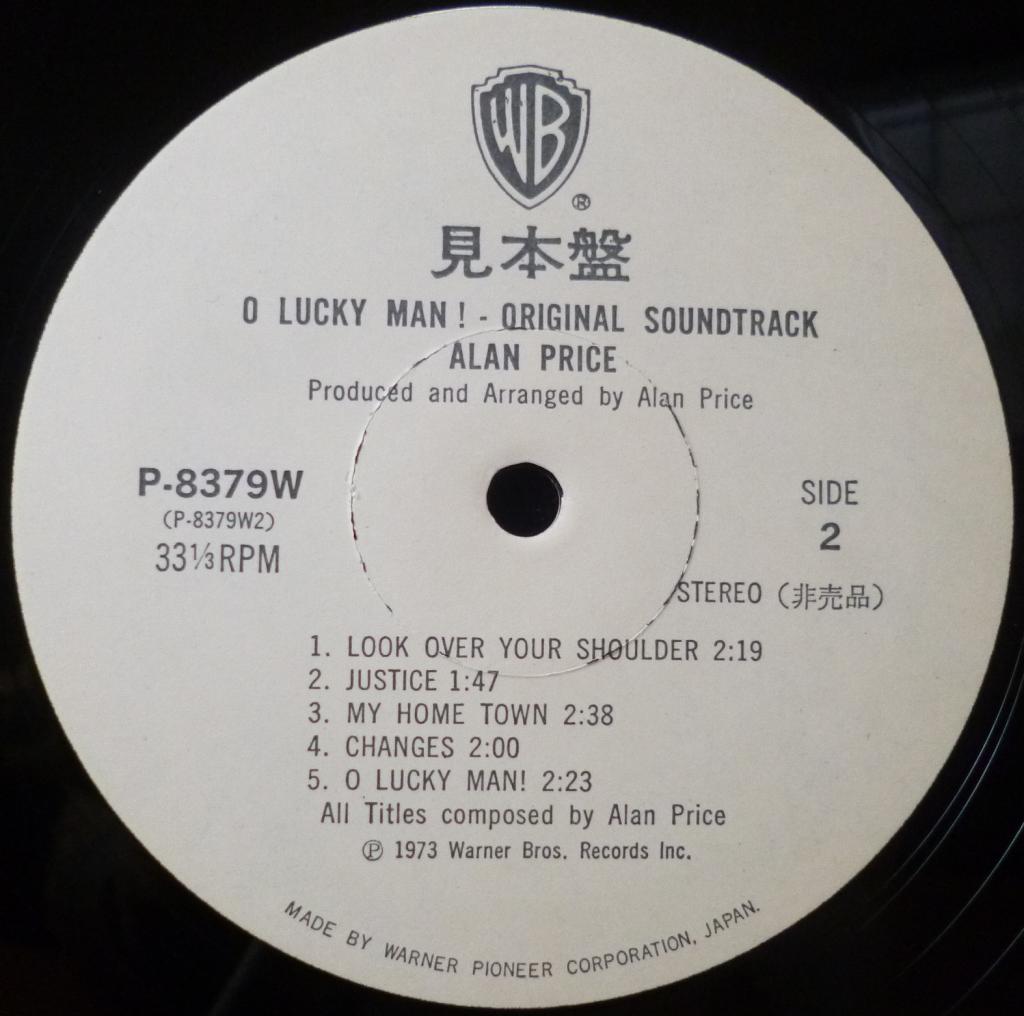 WB
®
見本盤
O LUCKY MAN! - ORIGINAL SOUNDTRACK
ALAN PRICE
Produced and Arranged by Alan Price
P-8379W
(P-8379W2)
33⅓RPM
SIDE
2
STEREO (非売品)
1. LOOK OVER YOUR SHOULDER 2:19
2. JUSTICE 1:47
3. MY HOME TOWN 2:38
4. CHANGES 2:00
5. O LUCKY MAN! 2:23
All Titles composed by Alan Price
℗ 1973 Warner Bros. Records Inc.
MADE BY WARNER PIONEER CORPORATION, JAPAN.